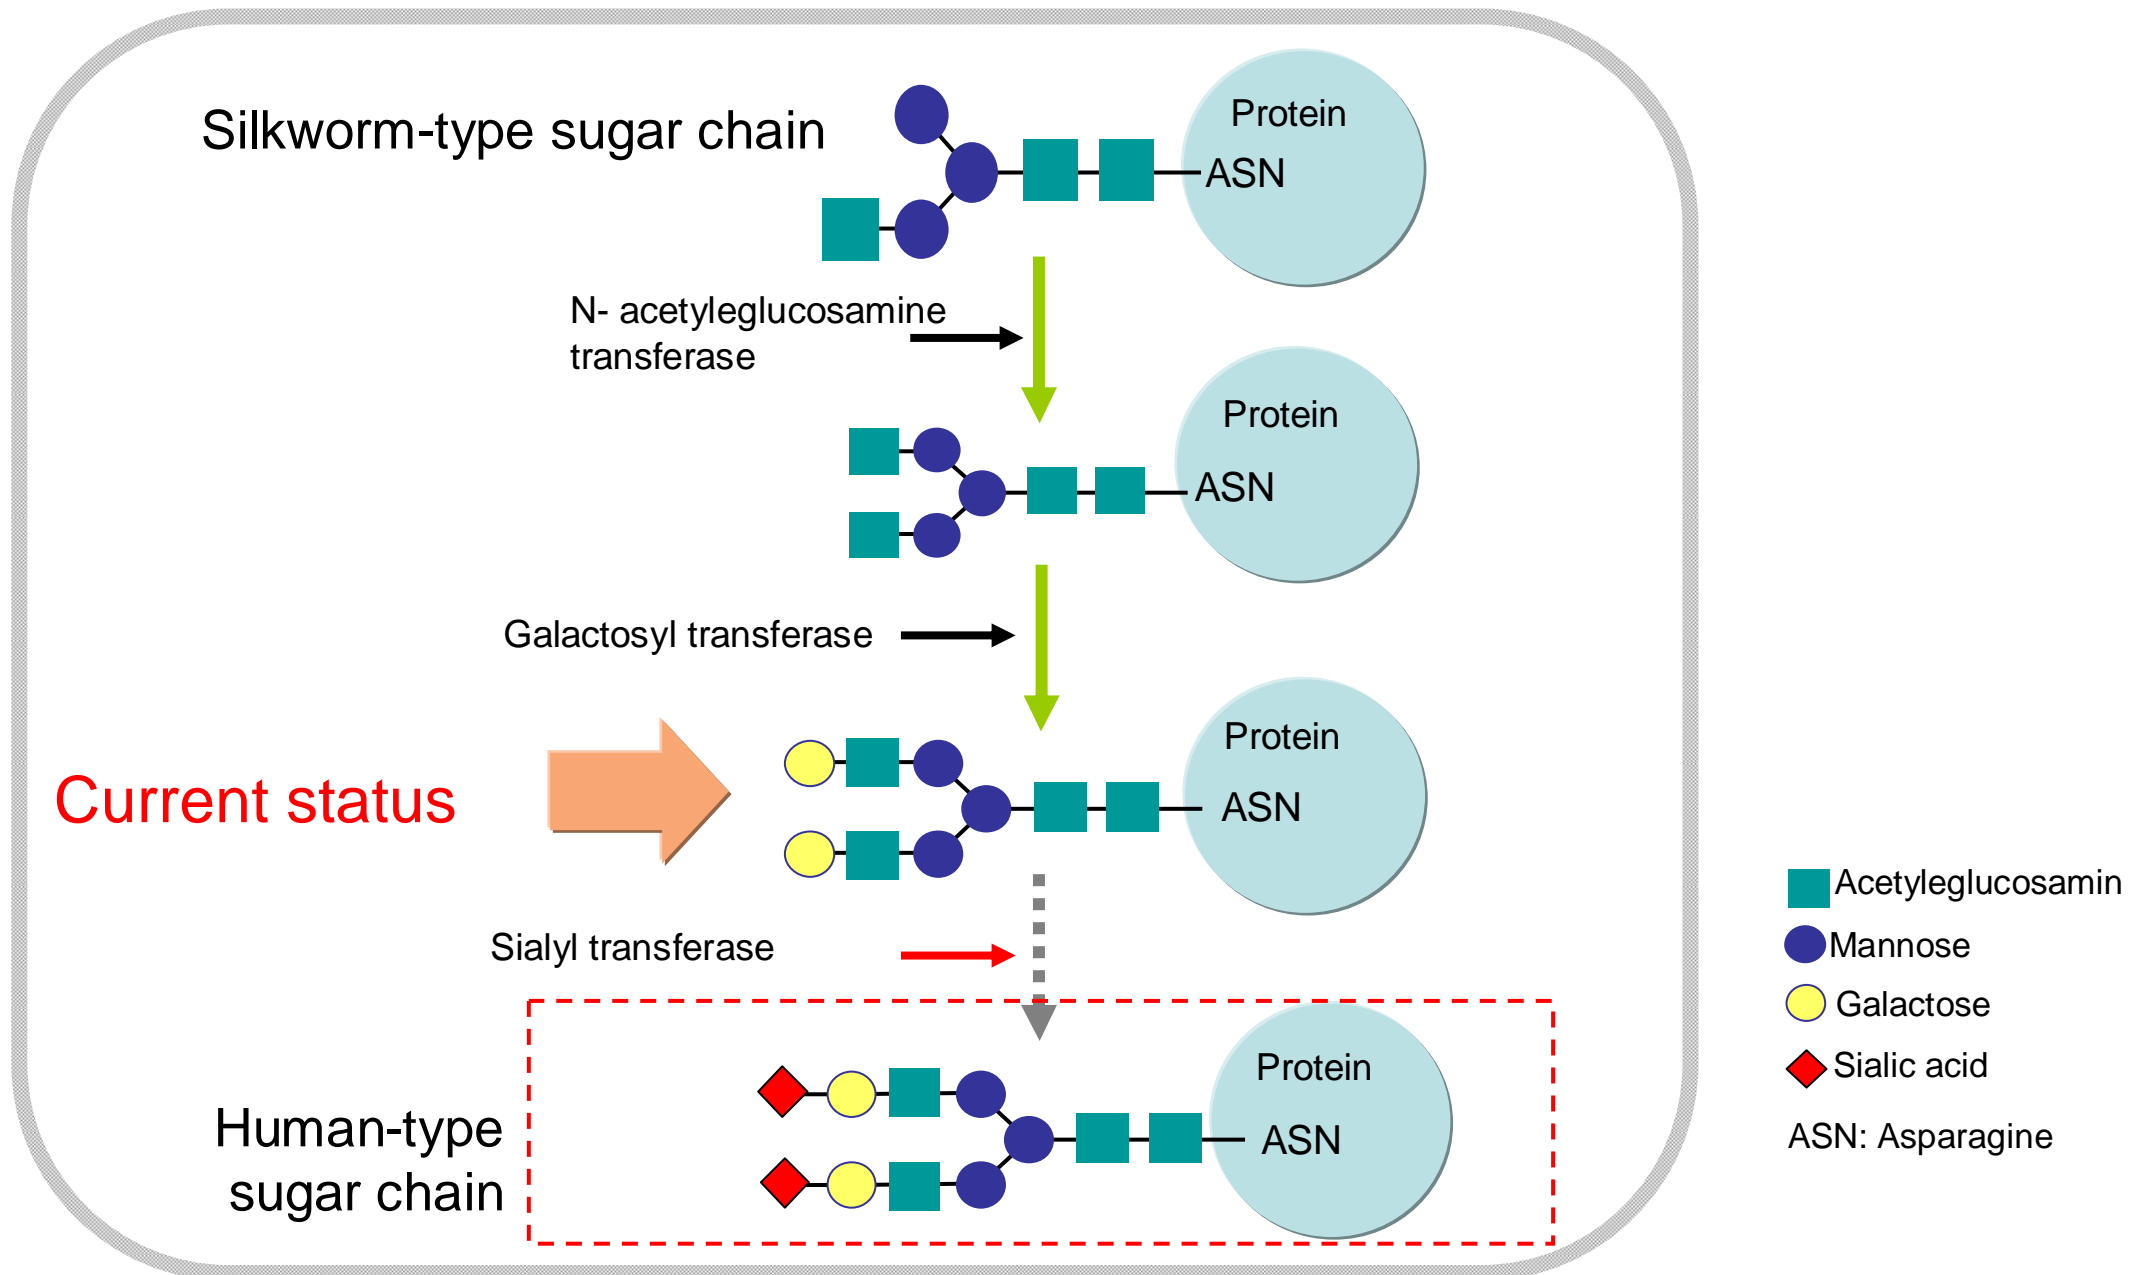 Silkworm-type sugar chain
Protein
ASN
N- acetyleglucosamine
transferase
Protein
ASN
Galactosyl transferase
Protein
ASN
Current status
Sialyl transferase
Protein
ASN
Human-type
sugar chain
Acetyleglucosamin
Mannose
Galactose
Sialic acid
ASN: Asparagine